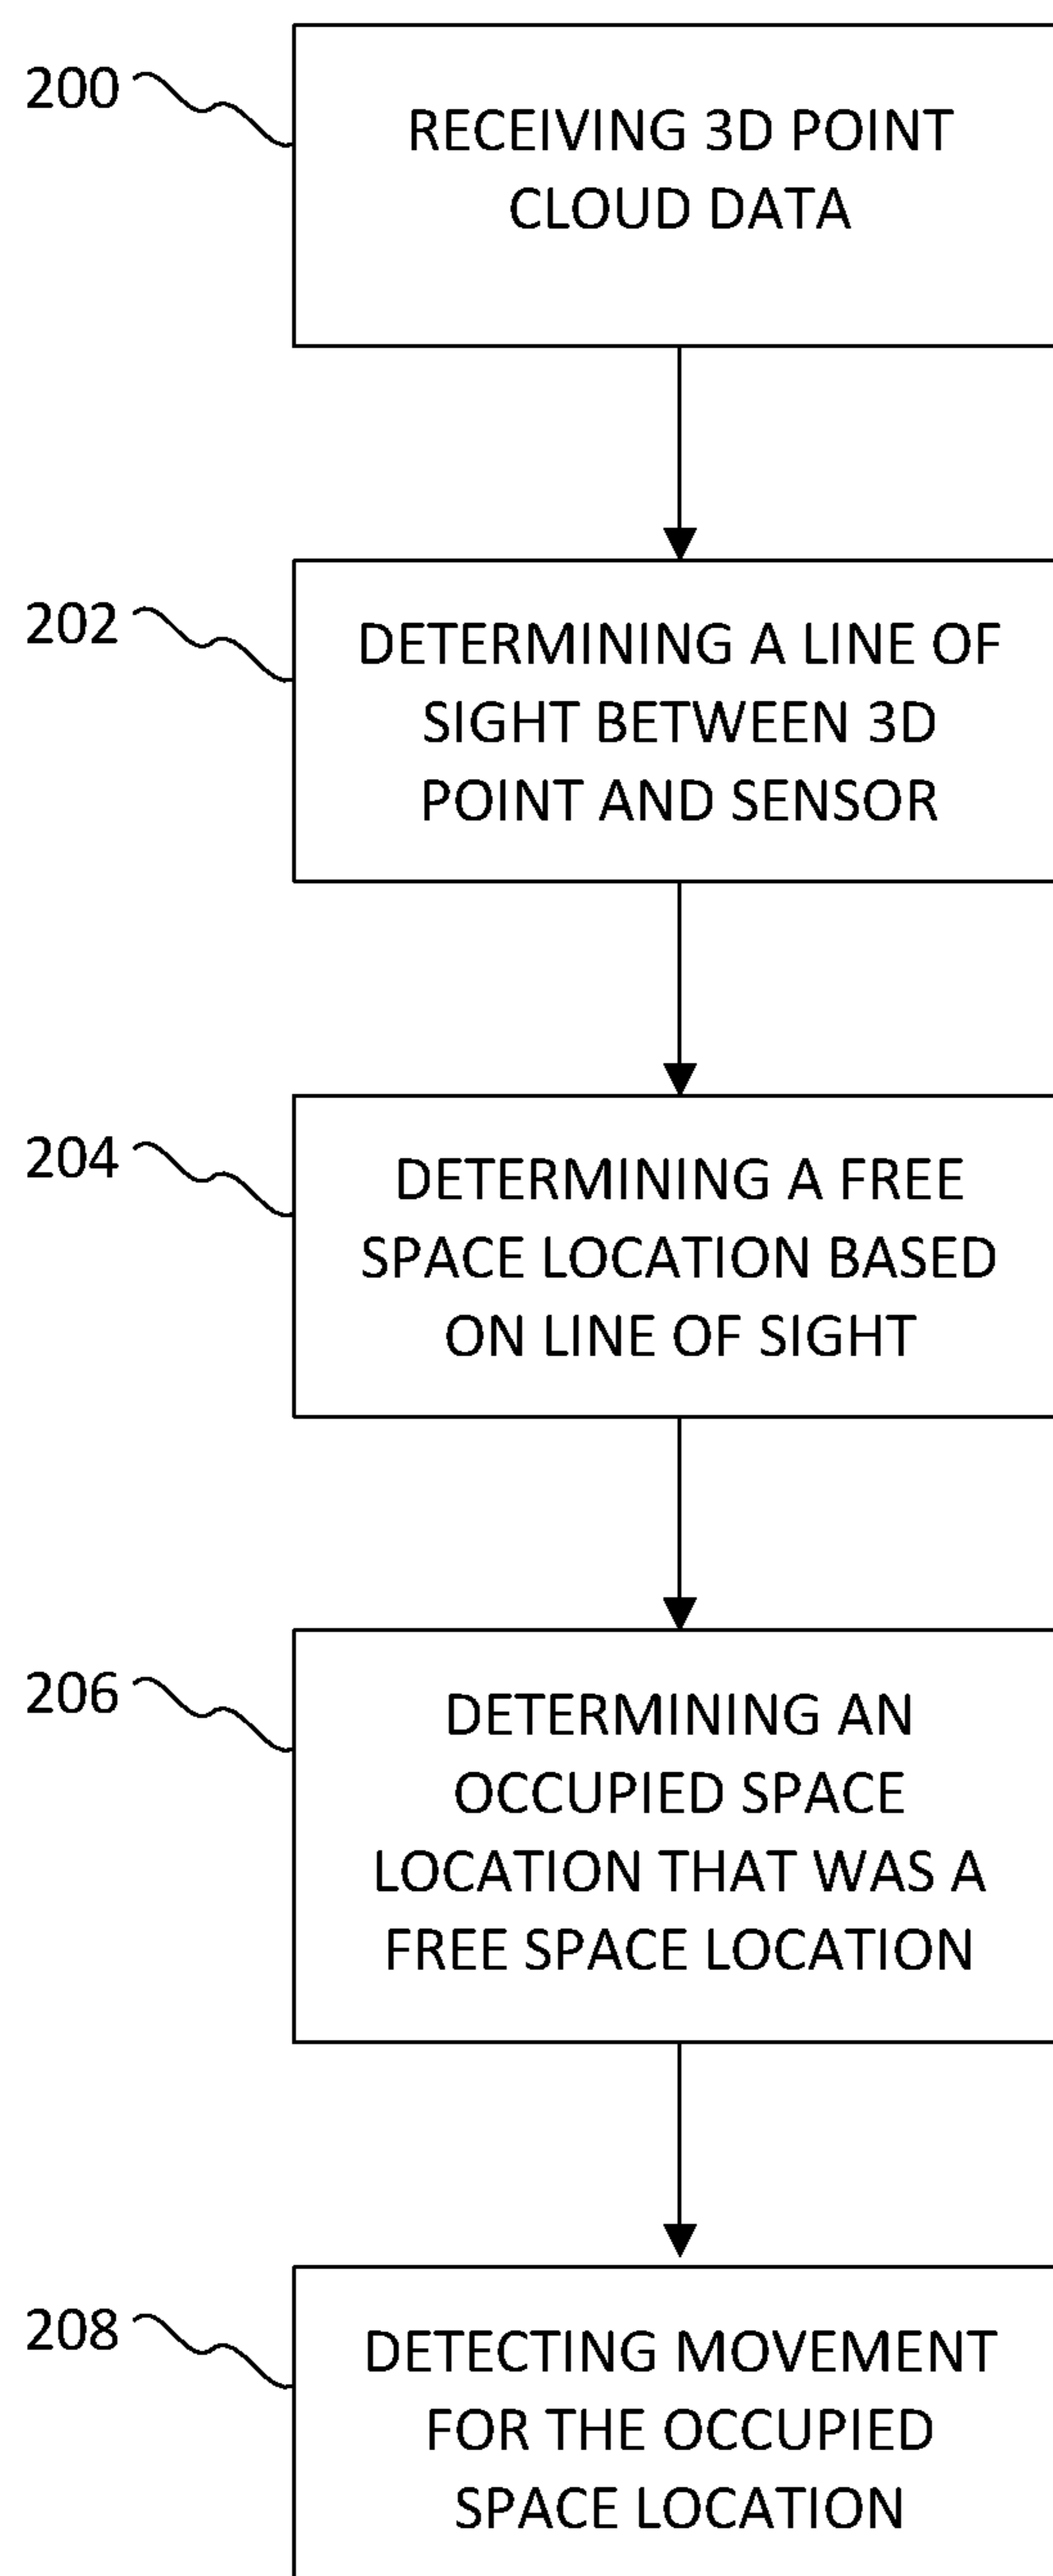 200
RECEIVING 3D POINT
CLOUD DATA
202
DETERMINING A LINE OF
SIGHT BETWEEN 3D
POINT AND SENSOR
204
DETERMINING A FREE
SPACE LOCATION BASED
ON LINE OF SIGHT
206
DETERMINING AN
OCCUPIED SPACE
LOCATION THAT WAS A
FREE SPACE LOCATION
208
DETECTING MOVEMENT
FOR THE OCCUPIED
SPACE LOCATION